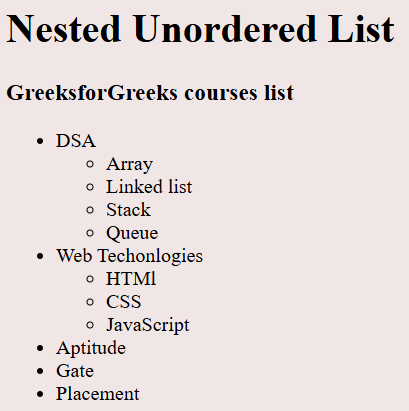 Nested Unordered List
GreeksforGreeks courses list
DSA
Array
Linked list
Stack
Queue
Web Techonlogies
HTMl
CSS
JavaScript
Aptitude
Gate
Placement